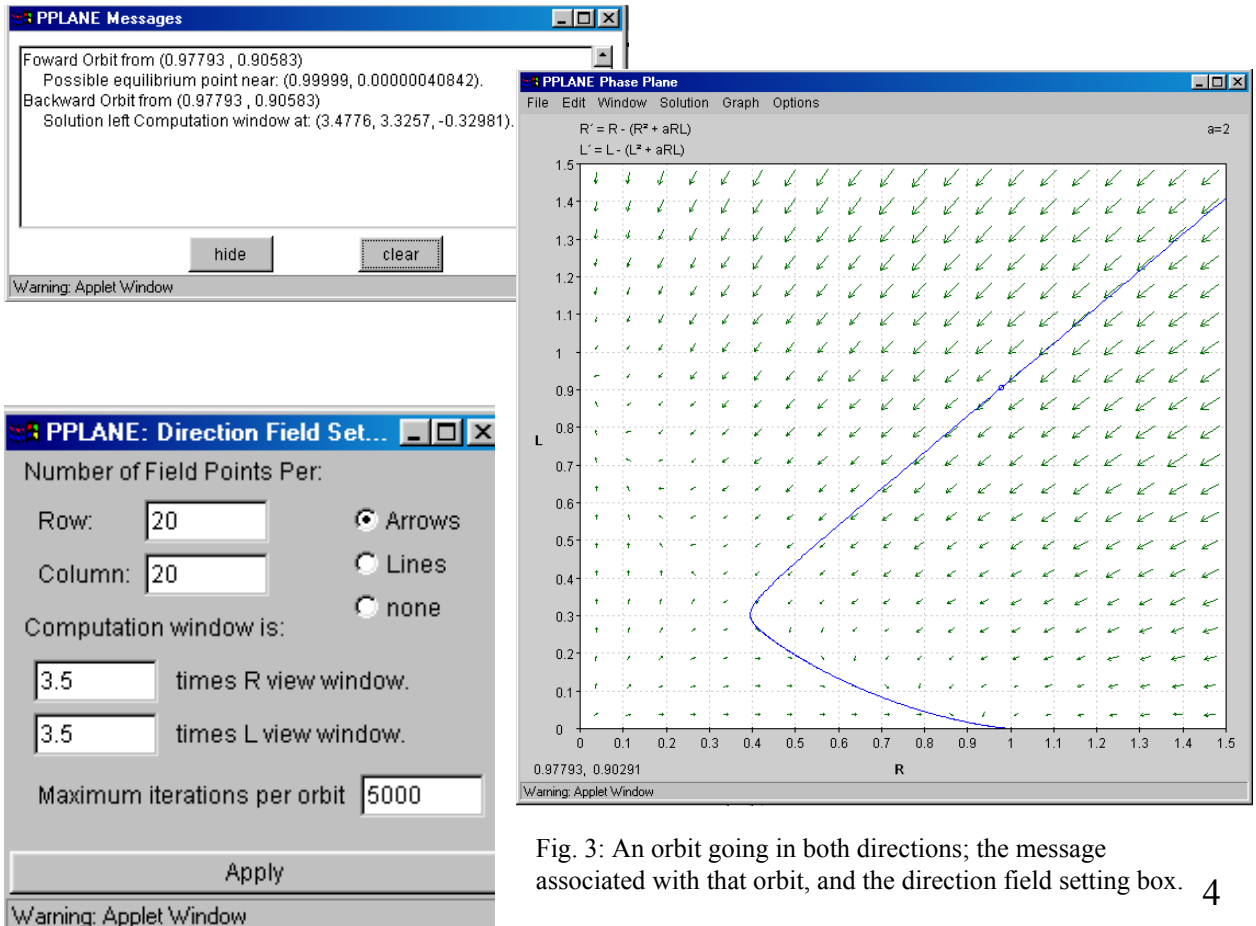 PPLANE Messages
Foward Orbit from (0.97793 , 0.90583)
Possible equilibrium point near: (0.99999, 0.00000040842).
Backward Orbit from (0.97793 , 0.90583)
Solution left Computation window at: (3.4776, 3.3257, -0.32981).
hide clear
Warning: Applet Window
PPLANE Phase Plane
File Edit Window Solution Graph Options
R´ = R - (R² + aRL) a=2
L´ = L - (L² + aRL)
1.5
1.4
1.3
1.2
1.1
1
0.9
0.8
L
0.7
0.6
0.5
0.4
0.3
0.2
0.1
0
0 0.1 0.2 0.3 0.4 0.5 0.6 0.7 0.8 0.9 1 1.1 1.2 1.3 1.4 1.5
0.97793, 0.90291 R
Warning: Applet Window
PPLANE: Direction Field Set...
Number of Field Points Per:
Row: 20 Arrows
Column: 20 Lines
none
Computation window is:
3.5 times R view window.
3.5 times L view window.
Maximum iterations per orbit 5000
Apply
Warning: Applet Window
Fig. 3: An orbit going in both directions; the message
associated with that orbit, and the direction field setting box.
4